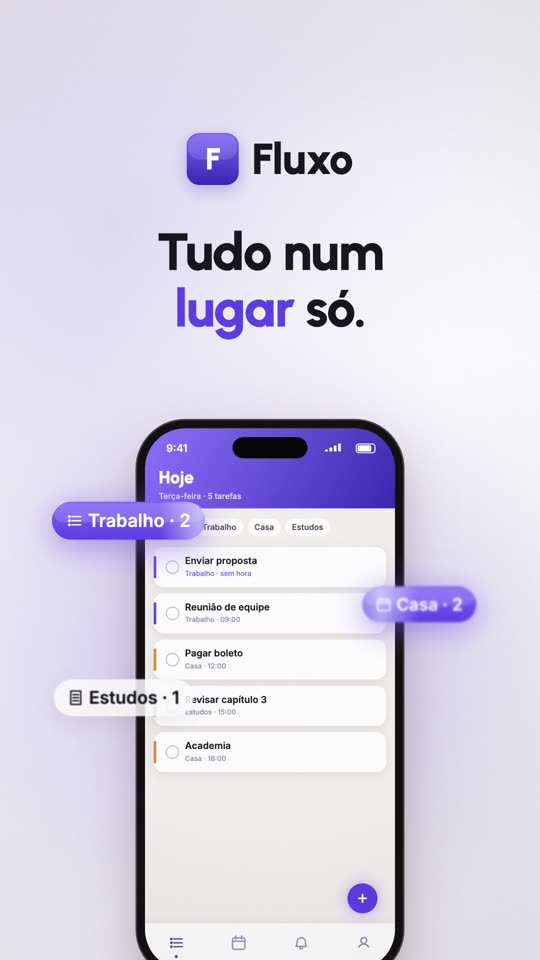 F Fluxo
Tudo num
lugar só.
9:41
Hoje
Terça-feira · 5 tarefas
Trabalho · 2
Trabalho
Casa
Estudos
Enviar proposta
Trabalho · sem hora
Reunião de equipe
Trabalho · 09:00
Casa · 2
Pagar boleto
Casa · 12:00
Estudos · 1
Revisar capítulo 3
Estudos · 15:00
Academia
Casa · 18:00
+